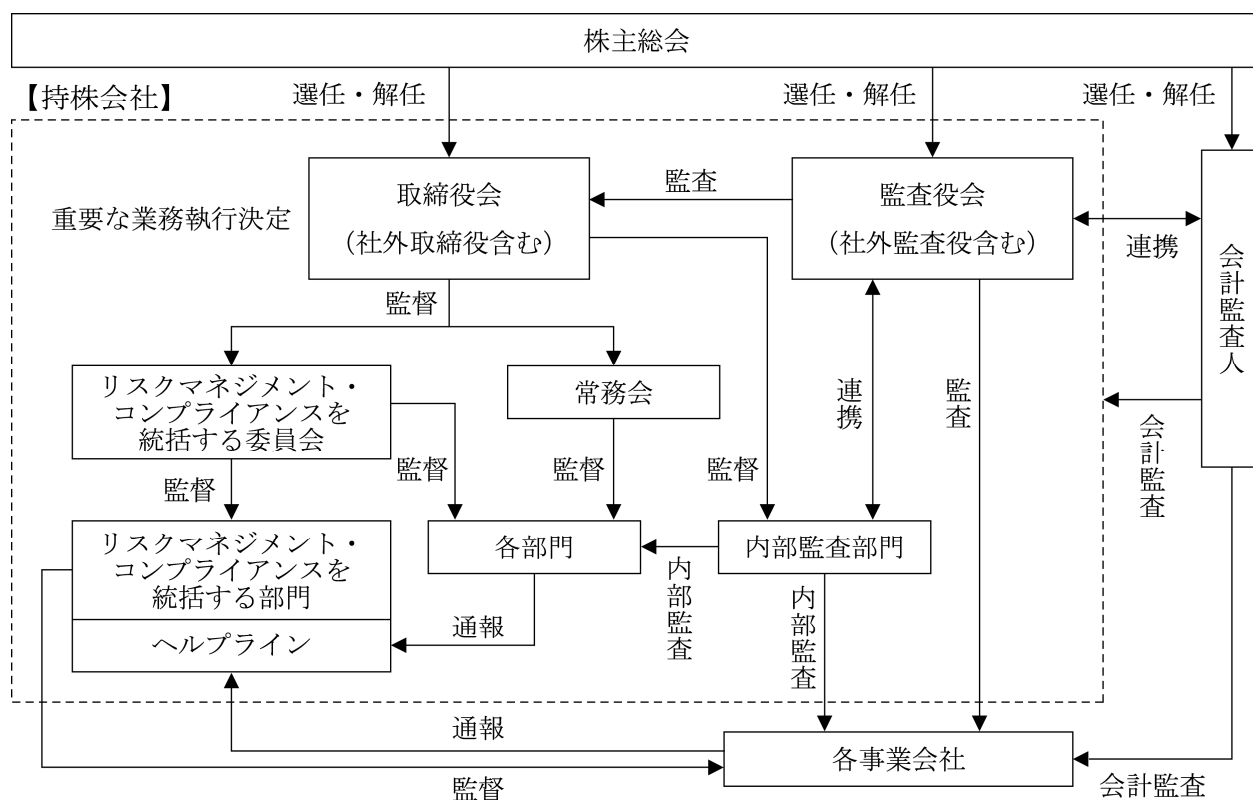 株主総会
選任・解任
選任・解任
選任・解任
【持株会社】
取締役会
（社外取締役含む）
監査
監査役会
（社外監査役含む）
重要な業務執行決定
連携
会計監査人
監督
リスクマネジメント・
コンプライアンスを
統括する委員会
常務会
連携
監査
会計監査
監督
監督
監督
監督
リスクマネジメント・
コンプライアンスを
統括する部門
ヘルプライン
各部門
内部監査部門
内部監査
内部監査
通報
通報
各事業会社
監督
会計監査